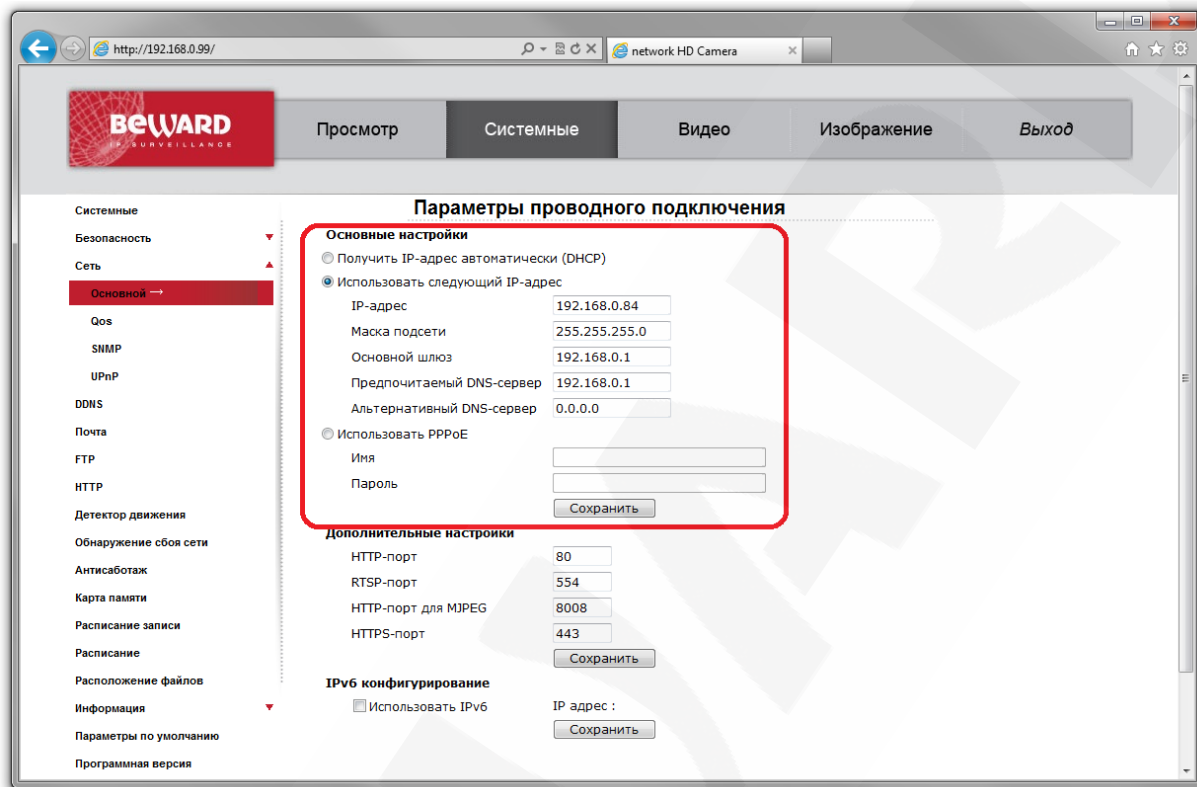 http://192.168.0.99/
network HD Camera
BEWARD
IP SURVEILLANCE
Просмотр
Системные
Видео
Изображение
Выход
Системные
Безопасность
Сеть
Основной →
Qos
SNMP
UPnP
DDNS
Почта
FTP
HTTP
Детектор движения
Обнаружение сбоя сети
Антисаботаж
Карта памяти
Расписание записи
Расписание
Расположение файлов
Информация
Параметры по умолчанию
Программная версия
Параметры проводного подключения
Основные настройки
Получить IP-адрес автоматически (DHCP)
Использовать следующий IP-адрес
IP-адрес 192.168.0.84
Маска подсети 255.255.255.0
Основной шлюз 192.168.0.1
Предпочитаемый DNS-сервер 192.168.0.1
Альтернативный DNS-сервер 0.0.0.0
Использовать PPPoE
Имя
Пароль
Сохранить
Дополнительные настройки
HTTP-порт 80
RTSP-порт 554
HTTP-порт для MJPEG 8008
HTTPS-порт 443
Сохранить
IPv6 конфигурирование
Использовать IPv6 IP адрес :
Сохранить